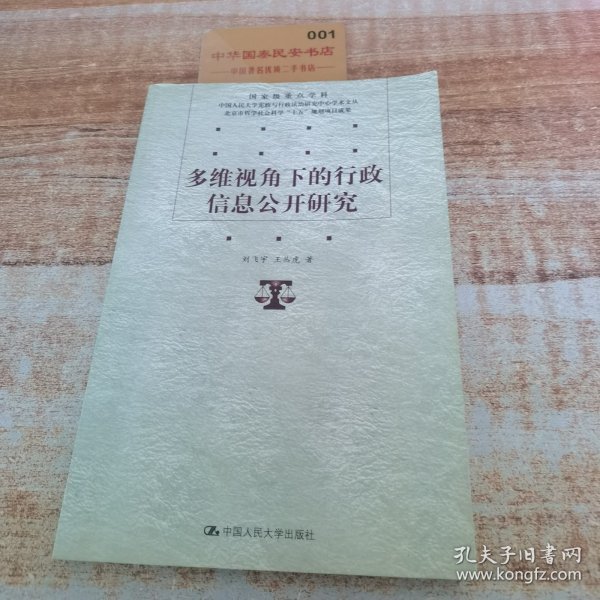 001
中华国泰民安书店
—中国著名优质二手书店—
国家级重点学科
中国人民大学宪政与行政法治研究中心学术文丛
北京市哲学社会科学“十五”规划项目成果
多维视角下的行政
信息公开研究
刘飞宇 王丛虎 著
中国人民大学出版社
孔夫子旧书网
www.kongfz.com